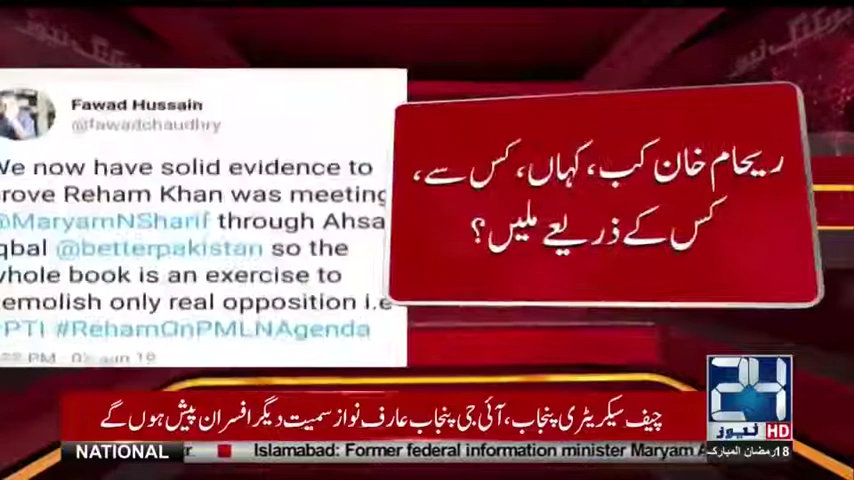 Fawad Hussain
@fawadchaudhry
We now have solid evidence to
prove Reham Khan was meeting
@MaryamNSharif through Ahsa
Iqbal @betterpakistan so the
whole book is an exercise to
demolish only real opposition i.e
PTI #RehamOnPMLNAgenda
ریحام خان کب، کہاں، کس سے،
کس کے ذریعے ملیں؟
چیف سیکریٹری پنجاب، آئی جی پنجاب عارف نواز سمیت دیگر افسران پیش ہوں گے
24
نیوز HD
18 رمضان المبارک
NATIONAL
Islamabad: Former federal information minister Maryam A